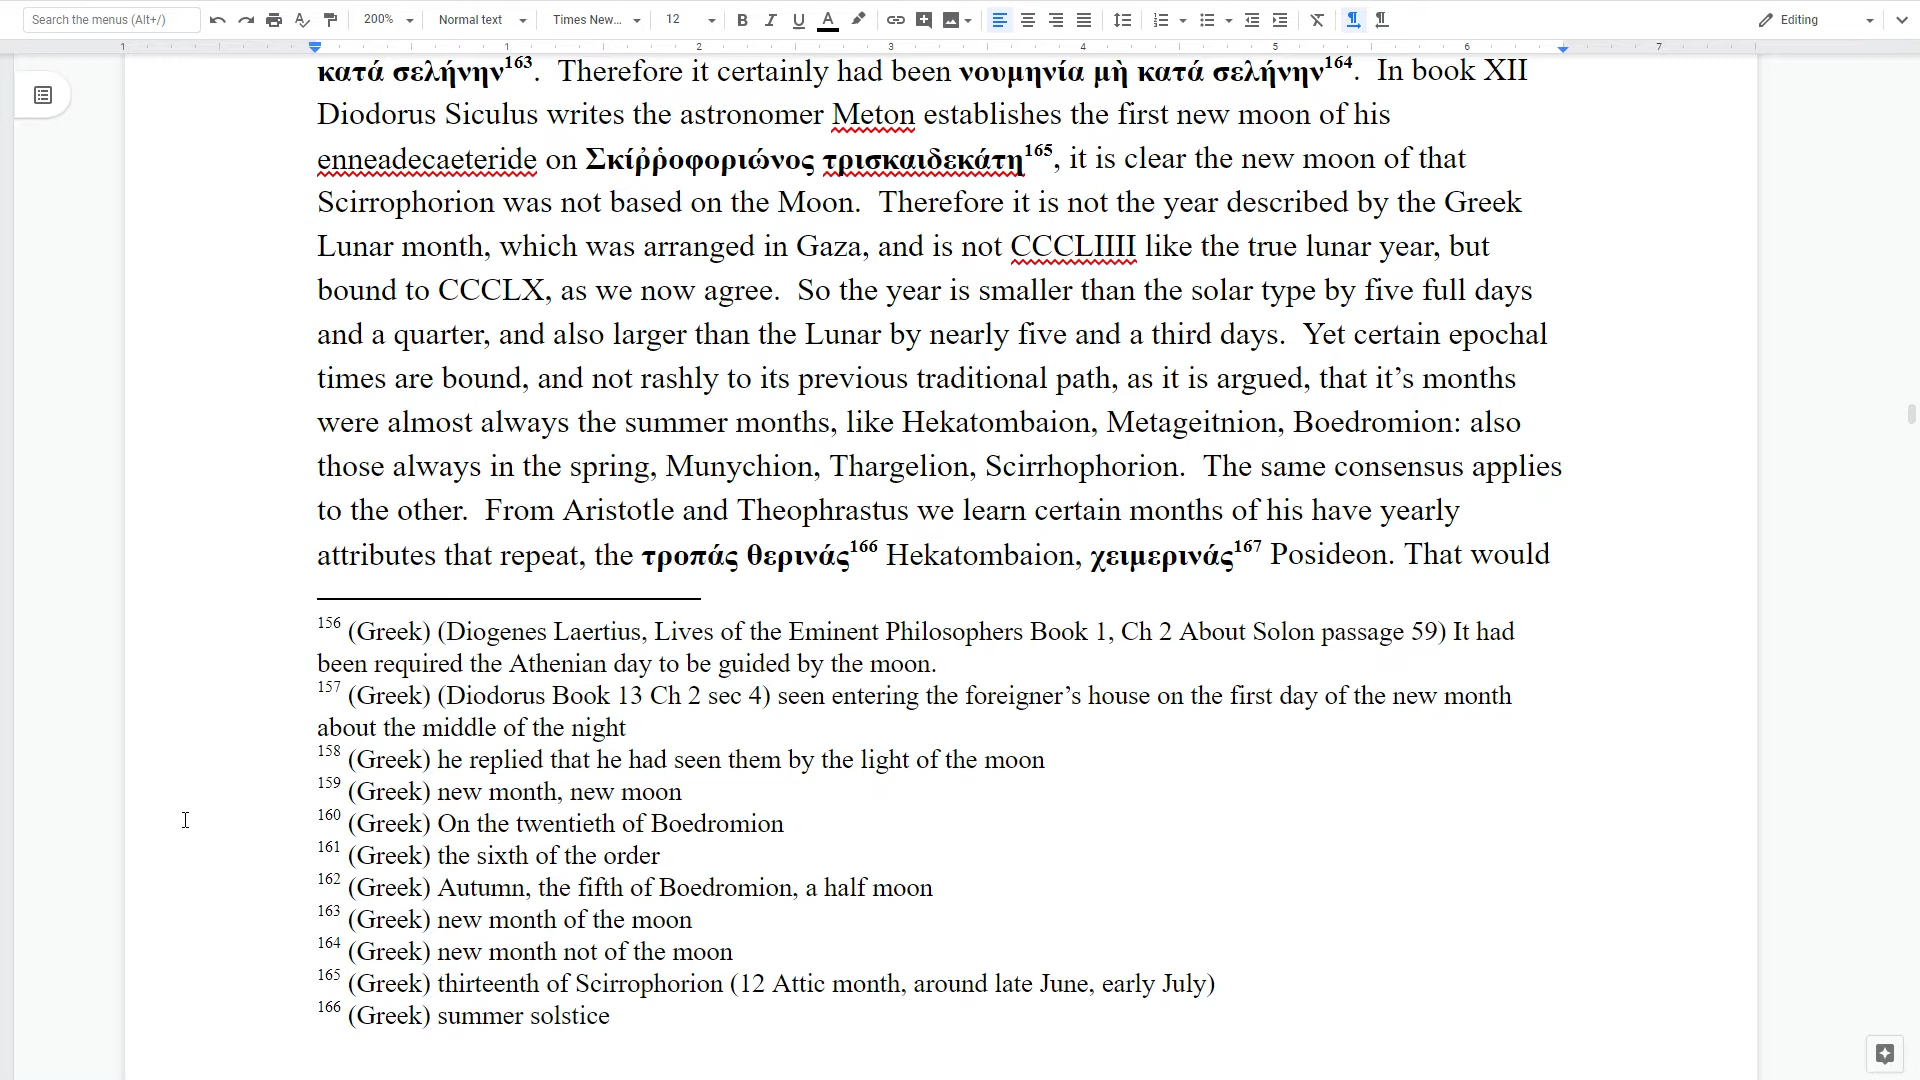 Search the menus (Alt+/) 200% Normal text Times New... 12 Editing
1 1 2 3 4 5 6 7
κατά σελήνην163. Therefore it certainly had been νουμηνία μὴ κατά σελήνην164. In book XII
Diodorus Siculus writes the astronomer Meton establishes the first new moon of his
enneadecaeteride on Σκίῤῥοφοριώνος τρισκαιδεκάτη165, it is clear the new moon of that
Scirrophorion was not based on the Moon. Therefore it is not the year described by the Greek
Lunar month, which was arranged in Gaza, and is not CCCLIIII like the true lunar year, but
bound to CCCLX, as we now agree. So the year is smaller than the solar type by five full days
and a quarter, and also larger than the Lunar by nearly five and a third days. Yet certain epochal
times are bound, and not rashly to its previous traditional path, as it is argued, that it’s months
were almost always the summer months, like Hekatombaion, Metageitnion, Boedromion: also
those always in the spring, Munychion, Thargelion, Scirrhophorion. The same consensus applies
to the other. From Aristotle and Theophrastus we learn certain months of his have yearly
attributes that repeat, the τροπάς θερινάς166 Hekatombaion, χειμερινάς167 Posideon. That would
156 (Greek) (Diogenes Laertius, Lives of the Eminent Philosophers Book 1, Ch 2 About Solon passage 59) It had
been required the Athenian day to be guided by the moon.
157 (Greek) (Diodorus Book 13 Ch 2 sec 4) seen entering the foreigner’s house on the first day of the new month
about the middle of the night
158 (Greek) he replied that he had seen them by the light of the moon
159 (Greek) new month, new moon
160 (Greek) On the twentieth of Boedromion
161 (Greek) the sixth of the order
162 (Greek) Autumn, the fifth of Boedromion, a half moon
163 (Greek) new month of the moon
164 (Greek) new month not of the moon
165 (Greek) thirteenth of Scirrophorion (12 Attic month, around late June, early July)
166 (Greek) summer solstice